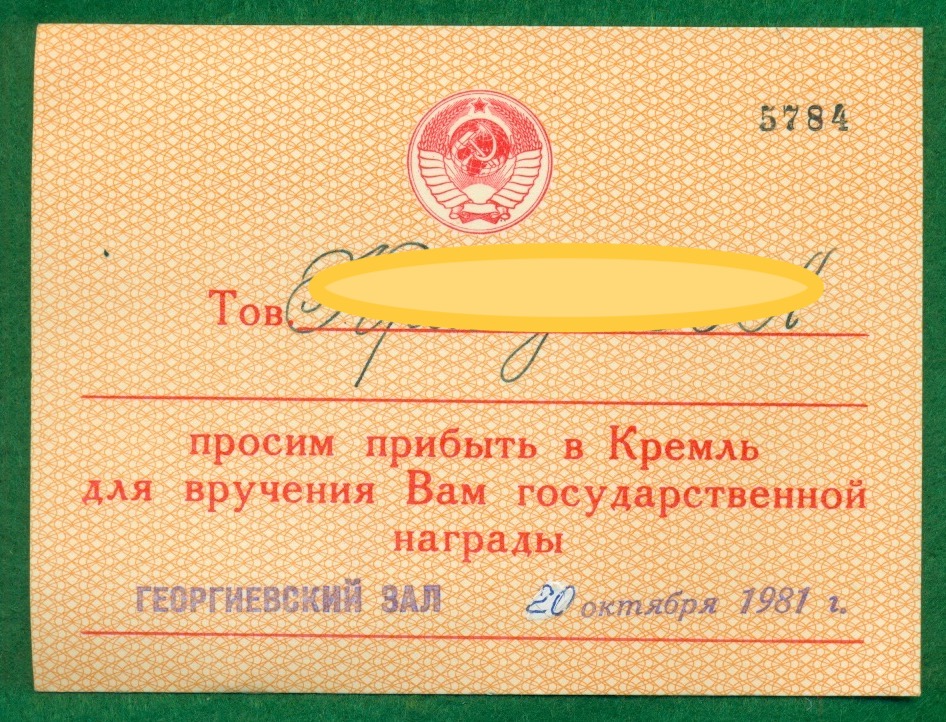 5784
Тов.
просим прибыть в Кремль
для вручения Вам государственной
награды
ГЕОРГИЕВСКИЙ ЗАЛ 20 октября 1981 г.